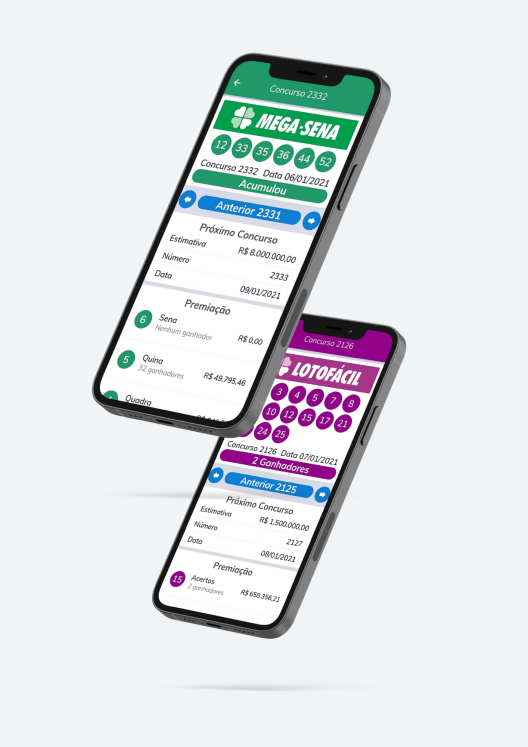 Concurso 2332
MEGA-SENA
12 33 35 36 44 52
Concurso 2332 Data 06/01/2021
Acumulou
Anterior 2331
Próximo Concurso
Estimativa R$ 8.000.000,00
Número 2333
Data 09/01/2021
Premiação
6 Sena
Nenhum ganhador R$ 0,00
5 Quina
32 ganhadores R$ 49.795,46
Quadra
Concurso 2126
LOTOFÁCIL
3 4 5 7 8
10 12 15 17 21
24 25
Concurso 2126 Data 07/01/2021
2 Ganhadores
Anterior 2125
Próximo Concurso
Estimativa R$ 1.500.000,00
Número 2127
Data 08/01/2021
Premiação
15 Acertos
2 ganhadores R$ 658.358,21